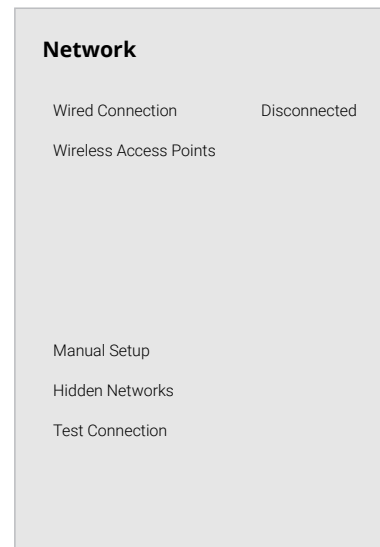 Network
Wired Connection Disconnected
Wireless Access Points
Manual Setup
Hidden Networks
Test Connection